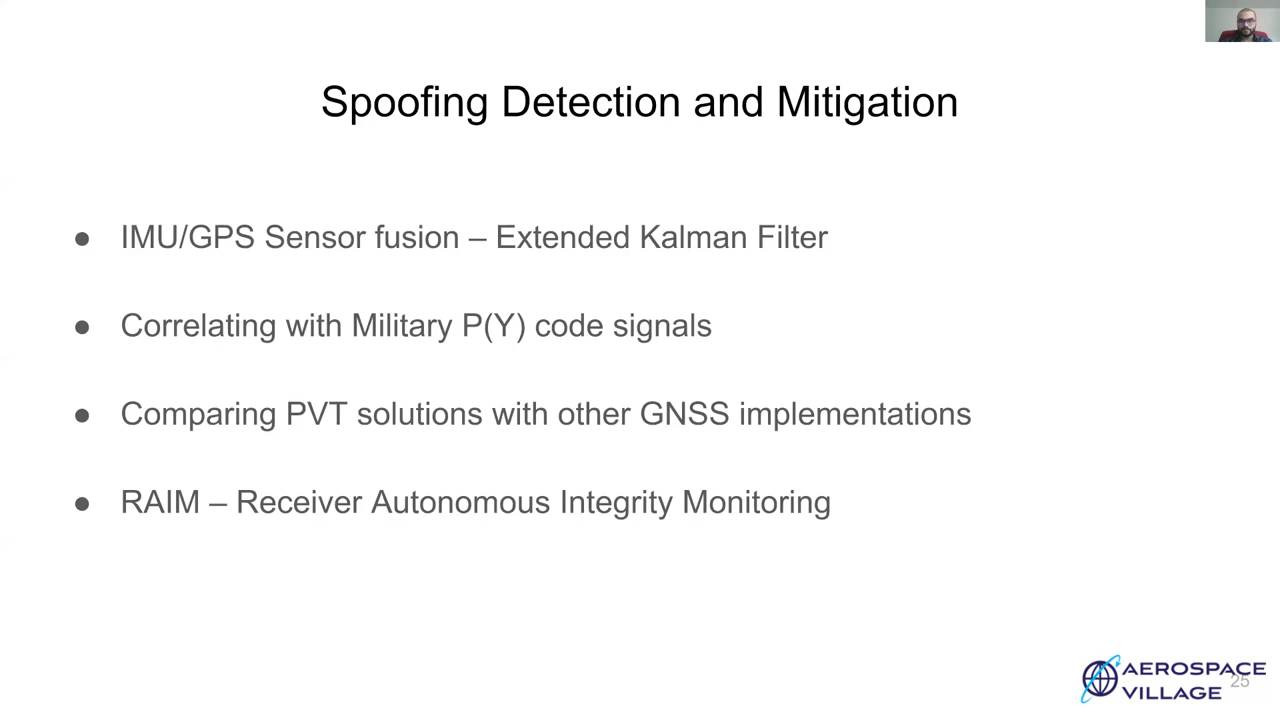 Spoofing Detection and Mitigation
● IMU/GPS Sensor fusion – Extended Kalman Filter
● Correlating with Military P(Y) code signals
● Comparing PVT solutions with other GNSS implementations
● RAIM – Receiver Autonomous Integrity Monitoring
AEROSPACE
VILLAGE
25